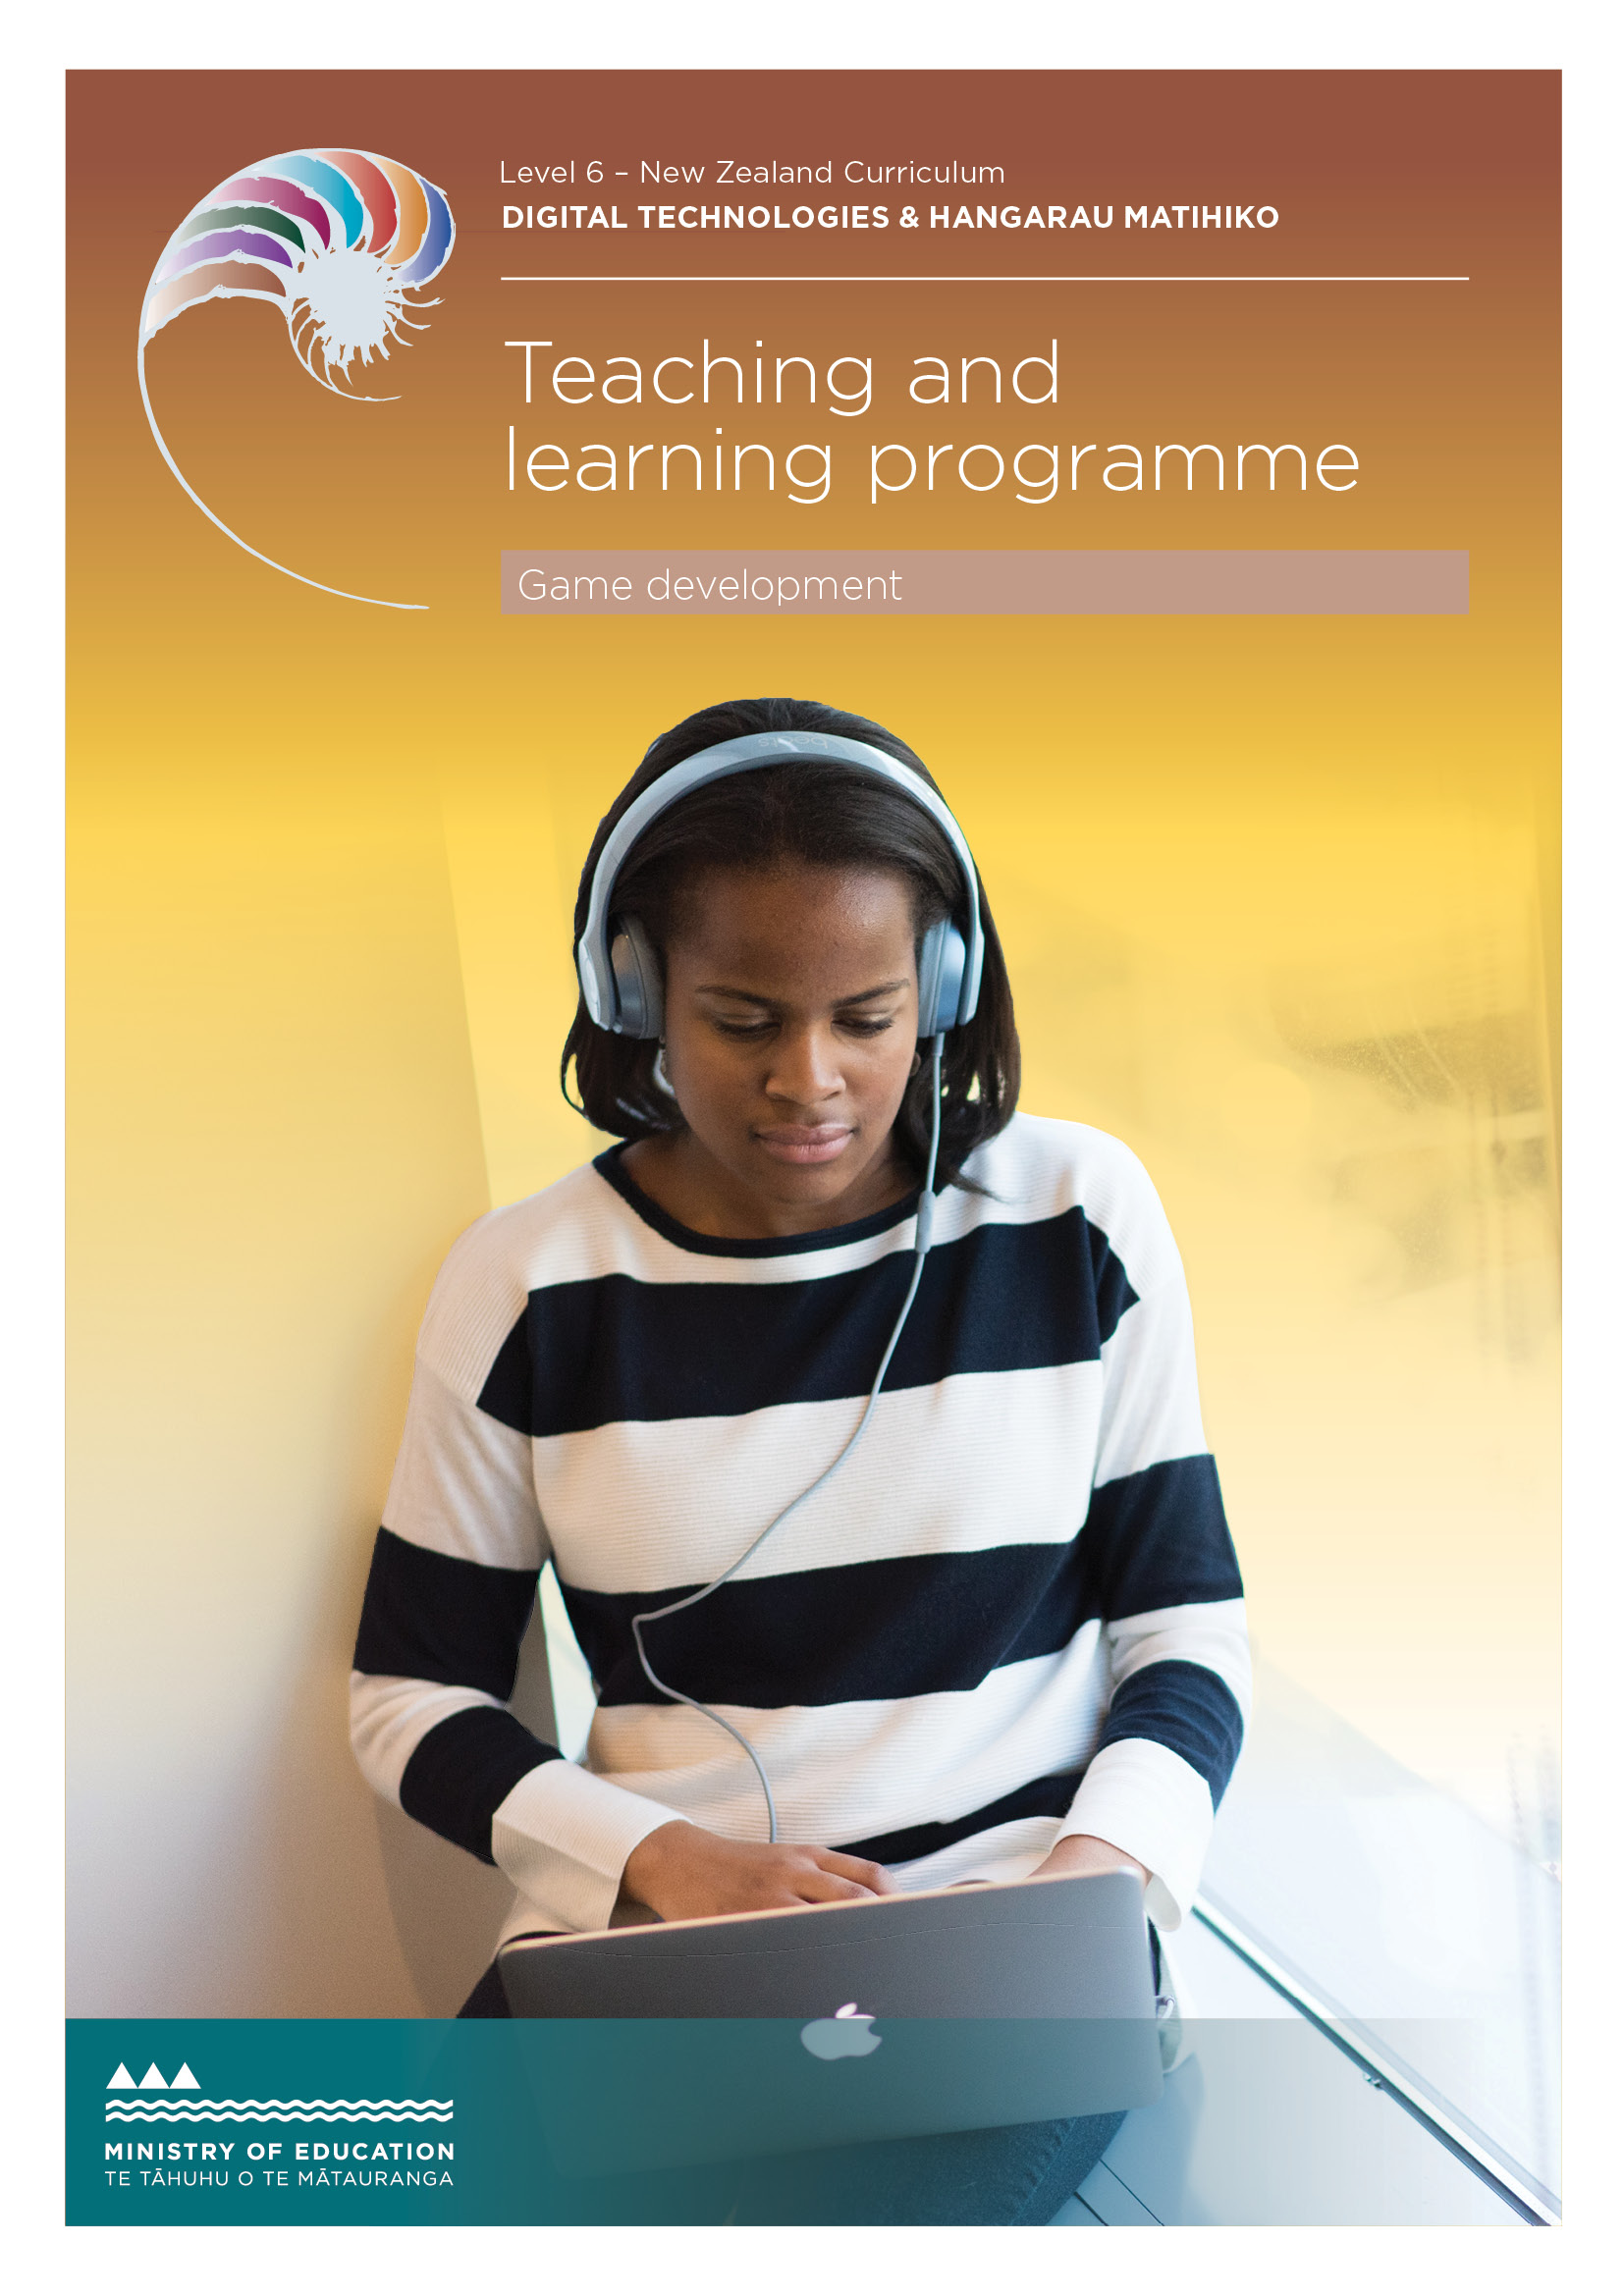 Level 6 – New Zealand Curriculum
DIGITAL TECHNOLOGIES & HANGARAU MATIHIKO
Teaching and
learning programme
Game development
beats
MINISTRY OF EDUCATION
TE TĀHUHU O TE MĀTAURANGA